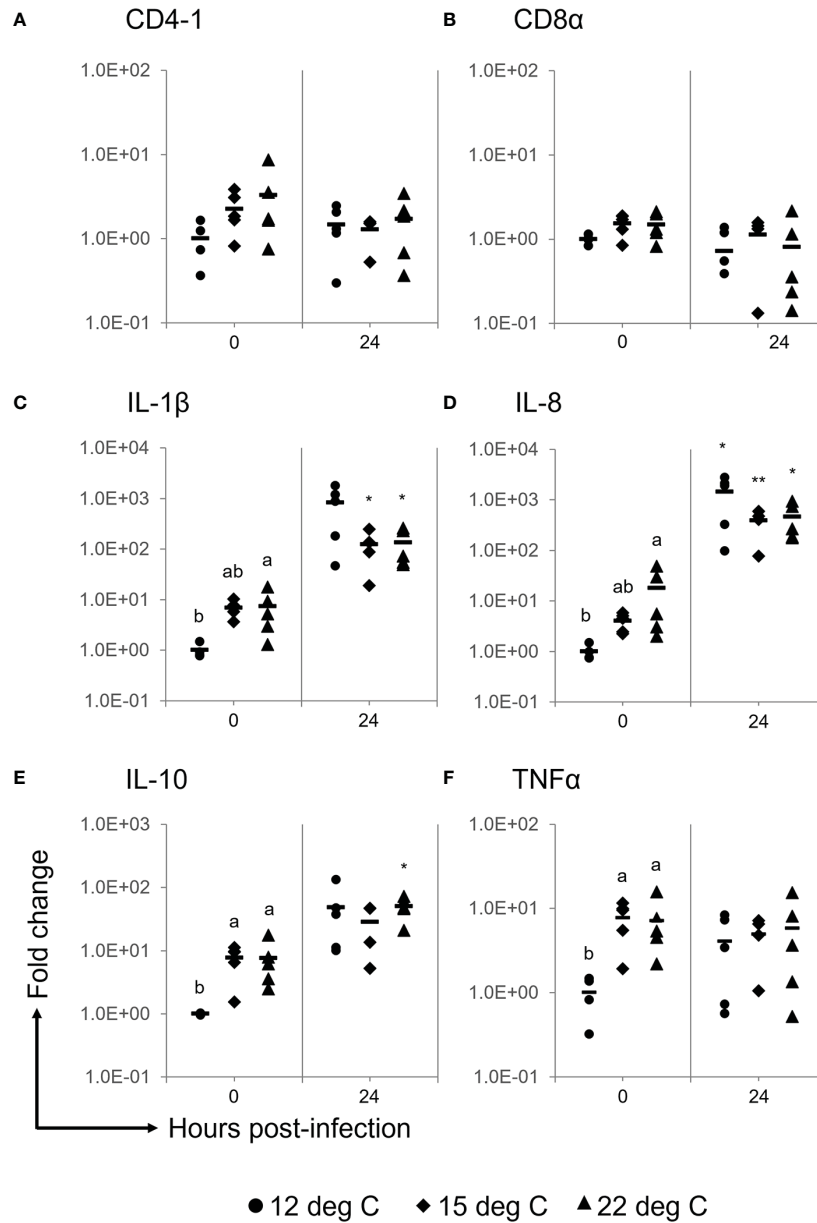 A CD4-1
1.0E+02
1.0E+01
1.0E+00
1.0E-01
0 24
B CD8α
1.0E+02
1.0E+01
1.0E+00
1.0E-01
0 24
C IL-1β
1.0E+04
1.0E+03
1.0E+02
1.0E+01
1.0E+00
1.0E-01
b ab a * *
0 24
D IL-8
1.0E+04
1.0E+03
1.0E+02
1.0E+01
1.0E+00
1.0E-01
b ab a * ** *
0 24
E IL-10
1.0E+03
1.0E+02
1.0E+01
1.0E+00
1.0E-01
b a a *
0 24
F TNFα
1.0E+02
1.0E+01
1.0E+00
1.0E-01
b a a
0 24
Fold change
Hours post-infection
12 deg C 15 deg C 22 deg C